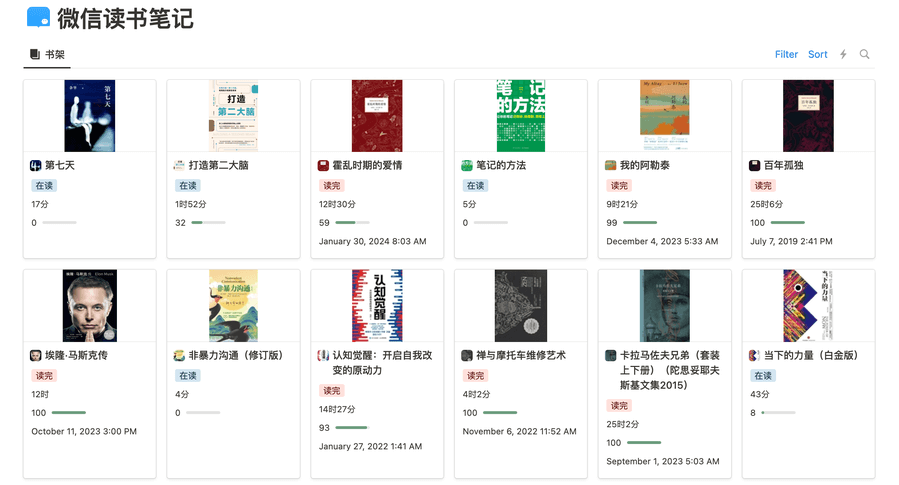 微信读书笔记
书架
Filter Sort
第七天
打造
第二大脑
笔记
的方法
百年孤独
第七天
在读
17分
0
打造第二大脑
在读
1时52分
32
霍乱时期的爱情
读完
12时30分
59
January 30, 2024 8:03 AM
笔记的方法
在读
5分
0
我的阿勒泰
读完
9时21分
99
December 4, 2023 5:33 AM
百年孤独
读完
25时6分
100
July 7, 2019 2:41 PM
非暴力沟通
认知觉醒
当下的力量
埃隆·马斯克传
读完
12时
100
October 11, 2023 3:00 PM
非暴力沟通（修订版）
在读
4分
0
认知觉醒：开启自我改
变的原动力
读完
14时27分
93
January 27, 2022 1:41 AM
禅与摩托车维修艺术
读完
4时2分
100
November 6, 2022 11:52 AM
卡拉马佐夫兄弟（套装
上下册）（陀思妥耶夫
斯基文集2015）
读完
25时2分
100
September 1, 2023 5:03 AM
当下的力量（白金版）
在读
43分
8